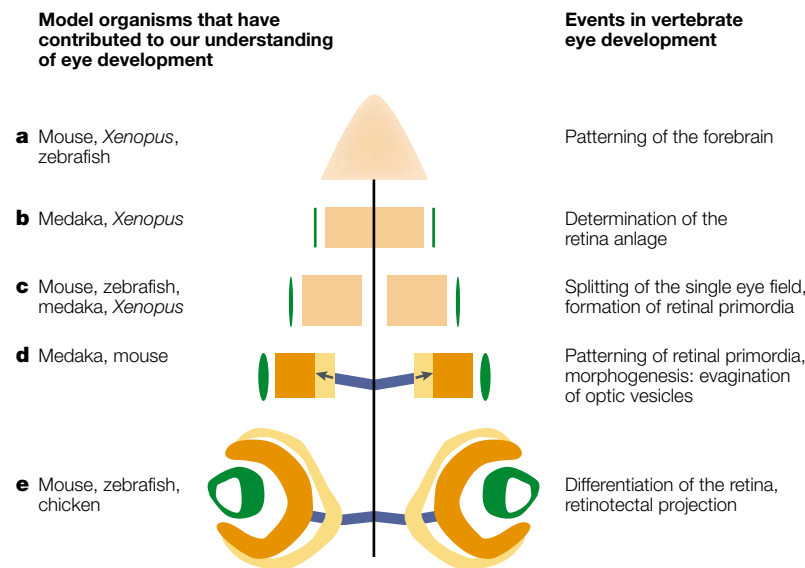 Model organisms that have
contributed to our understanding
of eye development
Events in vertebrate
eye development
a Mouse, Xenopus,
zebrafish
Patterning of the forebrain
b Medaka, Xenopus
Determination of the
retina anlage
c Mouse, zebrafish,
medaka, Xenopus
Splitting of the single eye field,
formation of retinal primordia
d Medaka, mouse
Patterning of retinal primordia,
morphogenesis: evagination
of optic vesicles
e Mouse, zebrafish,
chicken
Differentiation of the retina,
retinotectal projection